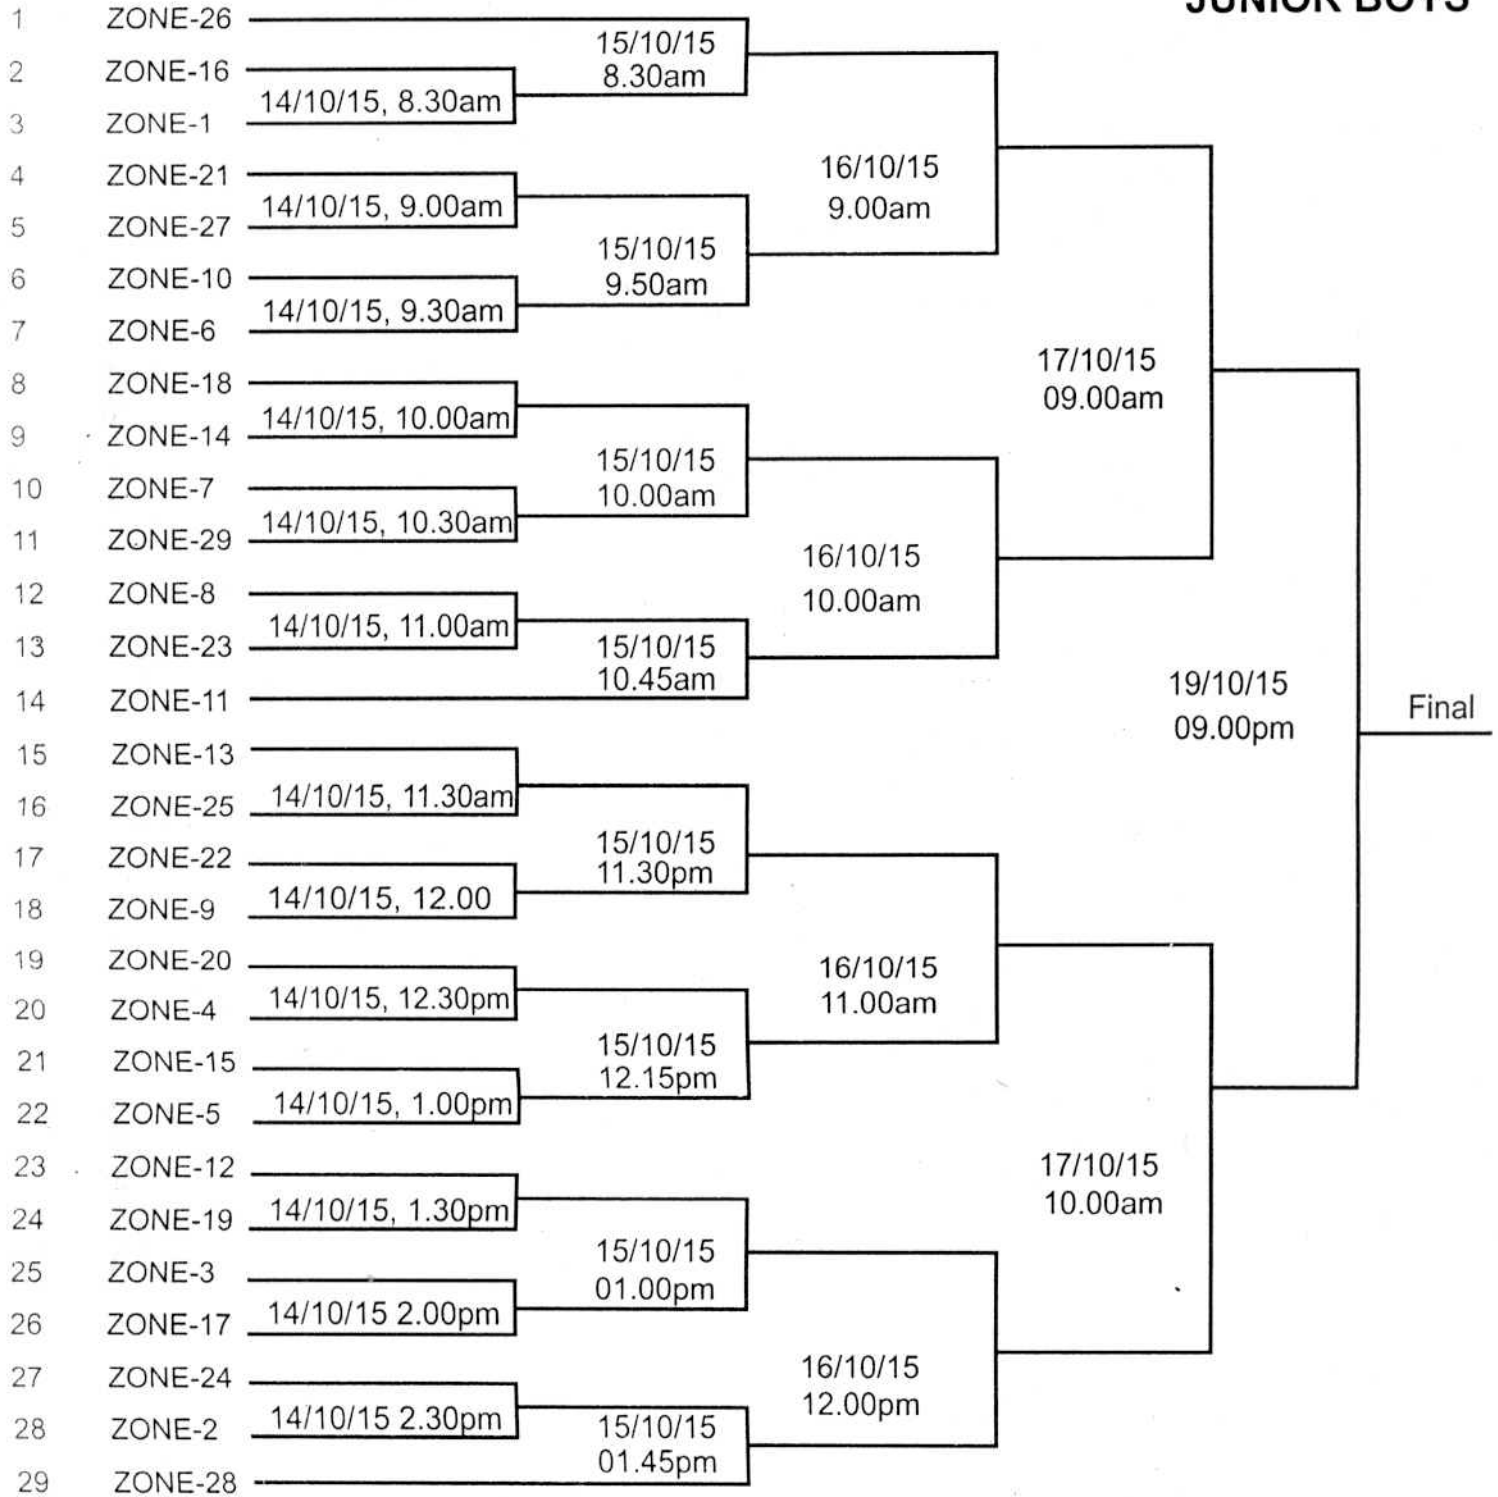 JUNIOR BOYS
1 ZONE-26
15/10/15
8.30am
2 ZONE-16
14/10/15, 8.30am
3 ZONE-1
4 ZONE-21
14/10/15, 9.00am
16/10/15
9.00am
5 ZONE-27
15/10/15
9.50am
6 ZONE-10
14/10/15, 9.30am
7 ZONE-6
17/10/15
09.00am
8 ZONE-18
14/10/15, 10.00am
9 ZONE-14
15/10/15
10.00am
10 ZONE-7
14/10/15, 10.30am
11 ZONE-29
16/10/15
10.00am
12 ZONE-8
14/10/15, 11.00am
13 ZONE-23
15/10/15
10.45am
14 ZONE-11
19/10/15
09.00pm
Final
15 ZONE-13
14/10/15, 11.30am
16 ZONE-25
15/10/15
11.30pm
17 ZONE-22
14/10/15, 12.00
18 ZONE-9
19 ZONE-20
14/10/15, 12.30pm
16/10/15
11.00am
20 ZONE-4
15/10/15
12.15pm
21 ZONE-15
14/10/15, 1.00pm
22 ZONE-5
17/10/15
10.00am
23 ZONE-12
14/10/15, 1.30pm
24 ZONE-19
15/10/15
01.00pm
25 ZONE-3
14/10/15 2.00pm
26 ZONE-17
16/10/15
12.00pm
27 ZONE-24
14/10/15 2.30pm
28 ZONE-2
15/10/15
01.45pm
29 ZONE-28